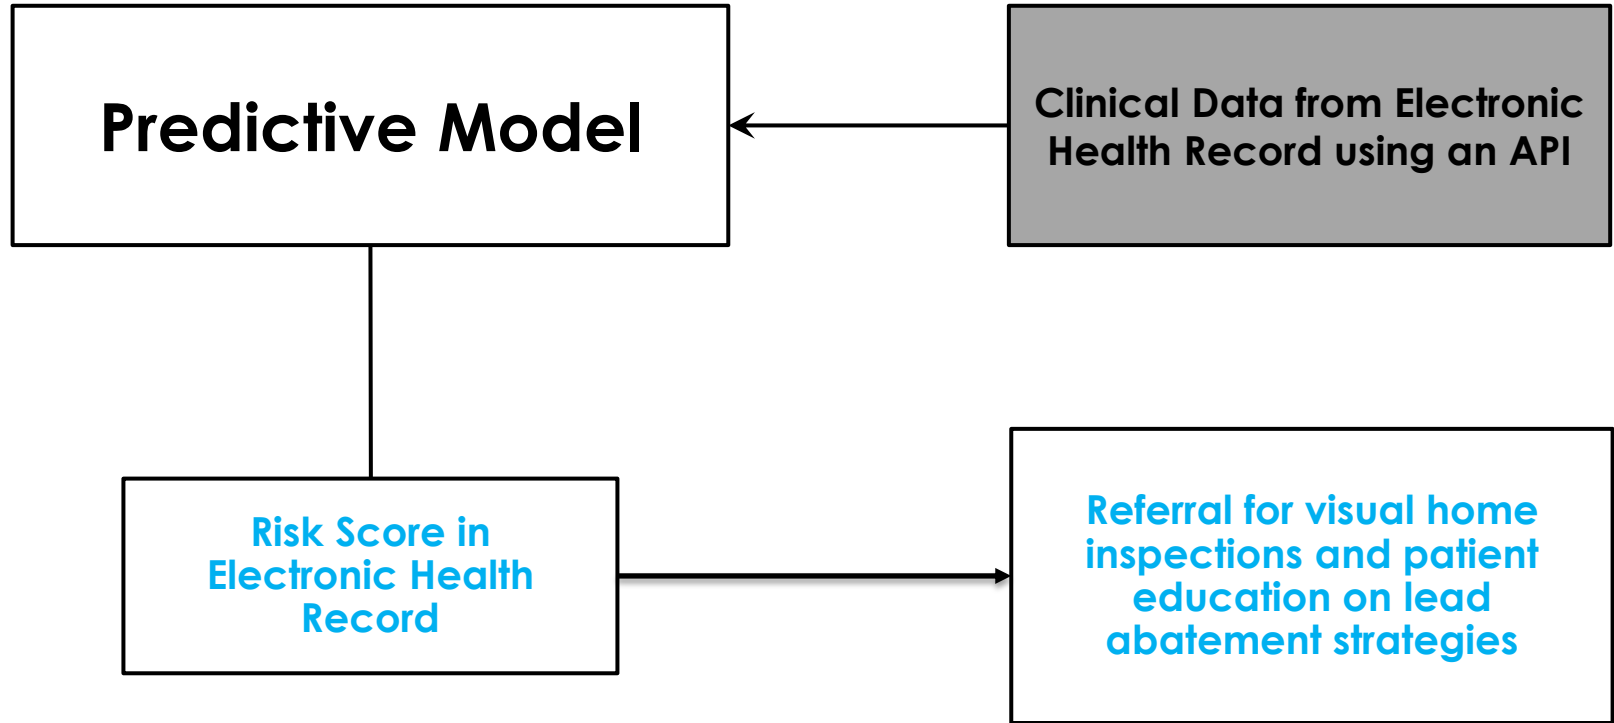 Predictive Model
Clinical Data from Electronic
Health Record using an API
Risk Score in
Electronic Health
Record
Referral for visual home
inspections and patient
education on lead
abatement strategies